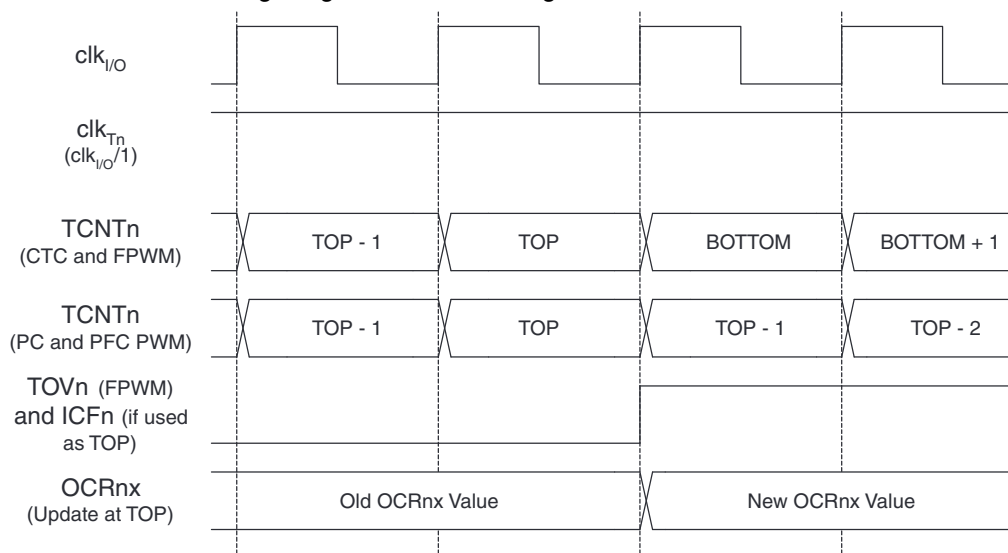 clkI/O
clkTn
(clkI/O/1)
TCNTn
(CTC and FPWM)
TOP - 1
TOP
BOTTOM
BOTTOM + 1
TCNTn
(PC and PFC PWM)
TOP - 1
TOP
TOP - 1
TOP - 2
TOVn (FPWM)
and ICFn (if used
as TOP)
OCRnx
(Update at TOP)
Old OCRnx Value
New OCRnx Value